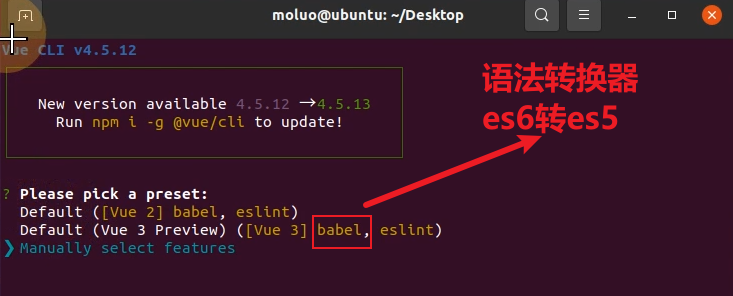 moluo@ubuntu: ~/Desktop
Vue CLI v4.5.12
New version available 4.5.12 →4.5.13
Run npm i -g @vue/cli to update!
语法转换器
es6转es5
? Please pick a preset:
Default ([Vue 2] babel, eslint)
Default (Vue 3 Preview) ([Vue 3] babel, eslint)
❯ Manually select features